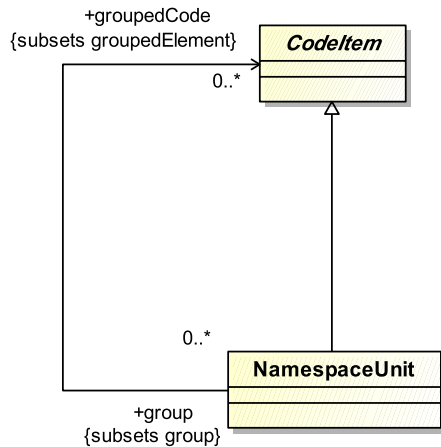 +groupedCode
{subsets groupedElement}
CodeItem
0..*
0..*
NamespaceUnit
+group
{subsets group}